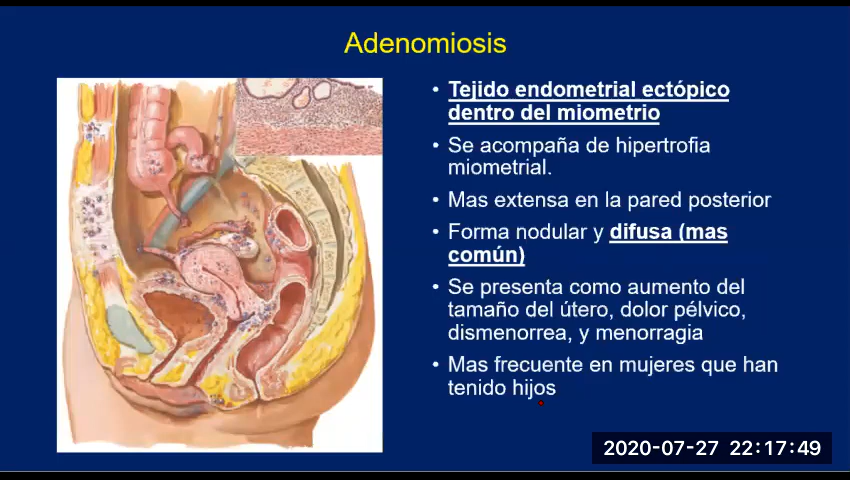 Adenomiosis
• Tejido endometrial ectópico
dentro del miometrio
• Se acompaña de hipertrofia
miometrial.
• Mas extensa en la pared posterior
• Forma nodular y difusa (mas
común)
• Se presenta como aumento del
tamaño del útero, dolor pélvico,
dismenorrea, y menorragia
• Mas frecuente en mujeres que han
tenido hijos
2020-07-27 22:17:49